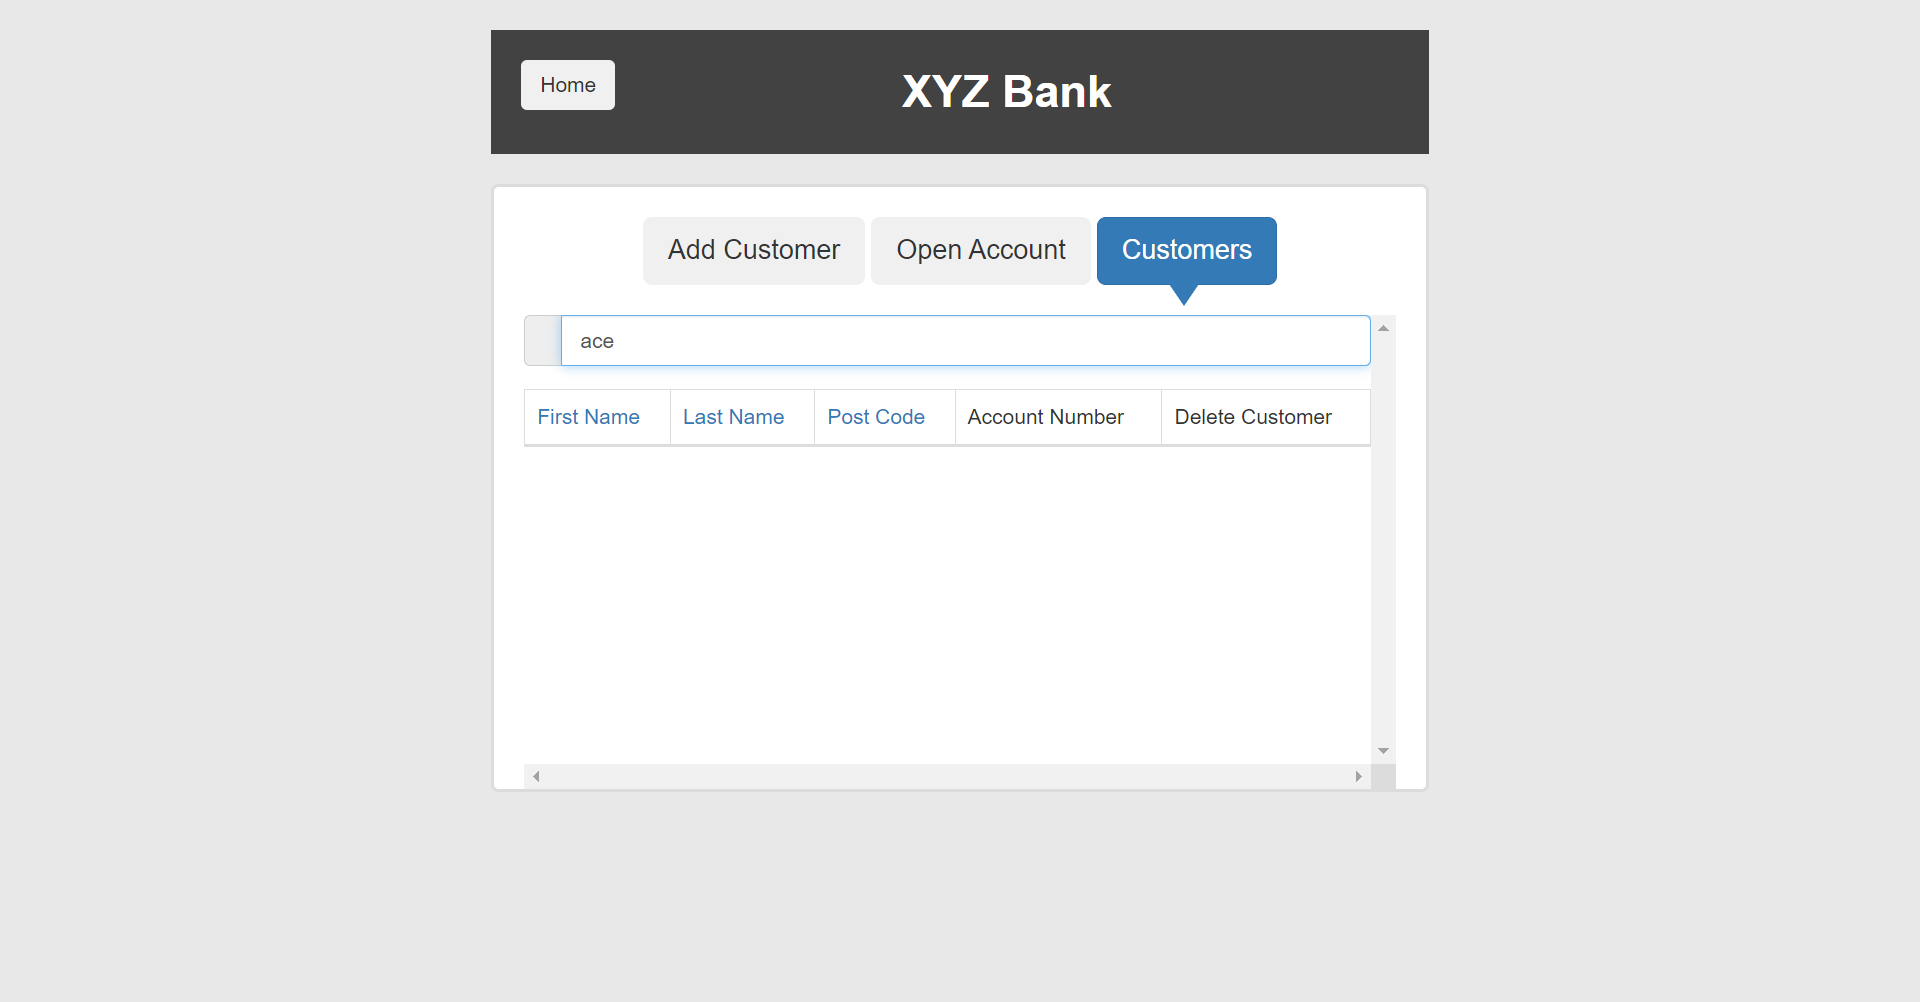 Home
XYZ Bank
Add Customer
Open Account
Customers
ace
First Name
Last Name
Post Code
Account Number
Delete Customer